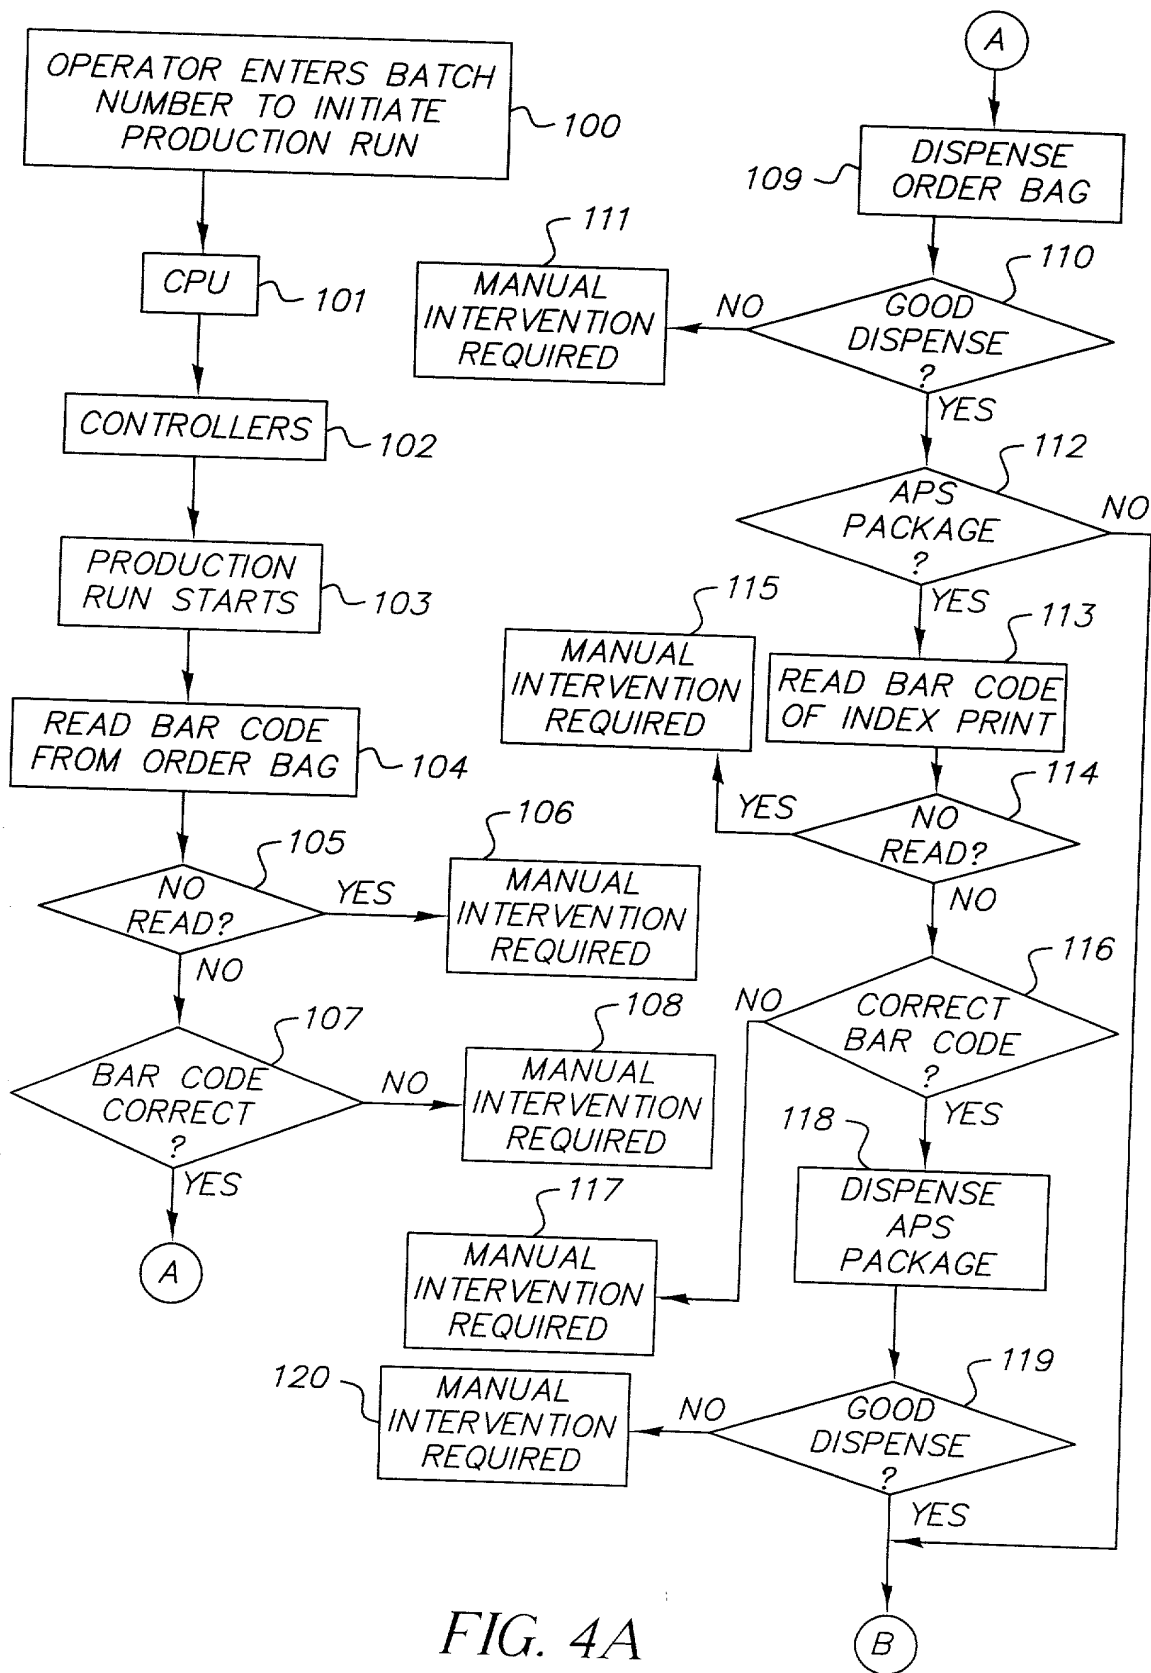 OPERATOR ENTERS BATCH
NUMBER TO INITIATE
PRODUCTION RUN
100
CPU
101
CONTROLLERS
102
PRODUCTION
RUN STARTS
103
READ BAR CODE
FROM ORDER BAG
104
105
NO
READ?
YES
106
MANUAL
INTERVENTION
REQUIRED
NO
107
BAR CODE
CORRECT
?
NO
108
MANUAL
INTERVENTION
REQUIRED
YES
A
A
109
DISPENSE
ORDER BAG
110
GOOD
DISPENSE
?
NO
111
MANUAL
INTERVENTION
REQUIRED
YES
112
APS
PACKAGE
?
NO
YES
113
READ BAR CODE
OF INDEX PRINT
114
NO
READ?
YES
115
MANUAL
INTERVENTION
REQUIRED
NO
116
CORRECT
BAR CODE
?
NO
117
MANUAL
INTERVENTION
REQUIRED
YES
118
DISPENSE
APS
PACKAGE
119
GOOD
DISPENSE
?
NO
120
MANUAL
INTERVENTION
REQUIRED
YES
B
FIG. 4A